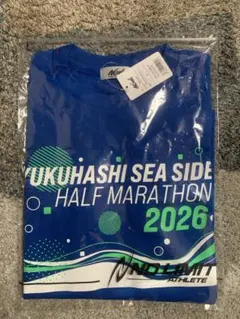 YUKUHASHI SEA SIDE
HALF MARATHON
2026
NO LIMIT
ATHLETE